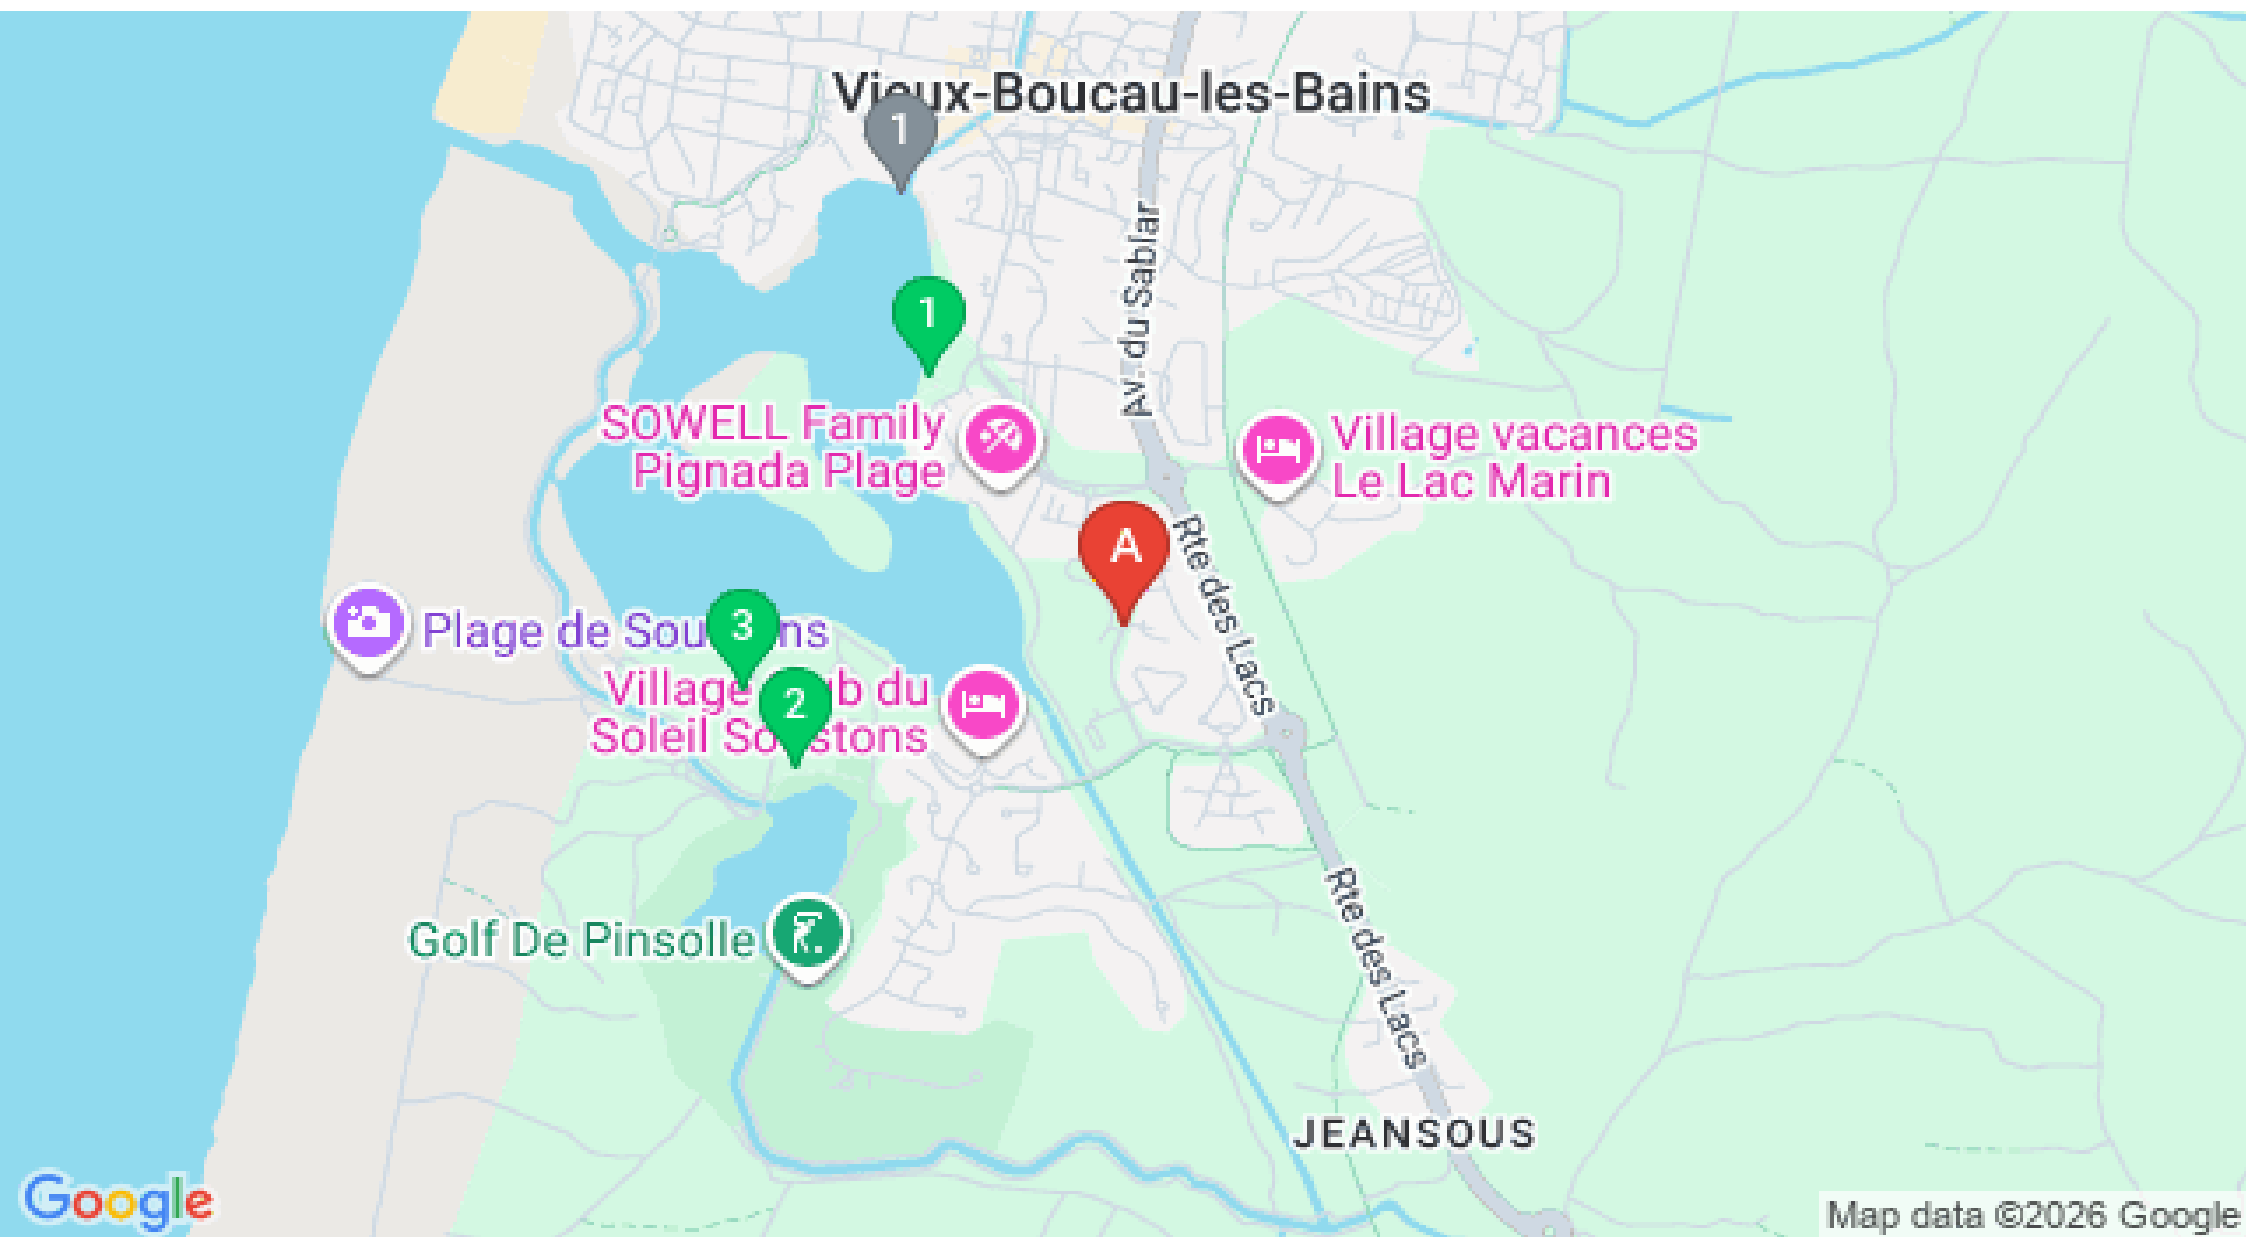 Vieux-Boucau-les-Bains
1
Av. du Sablar
1
SOWELL Family
Pignada Plage
Village vacances
Le Lac Marin
A
Rte des Lacs
3
Plage de Sou ns
Village ub du
2
Soleil So stons
Golf De Pinsolle
Rte des Lacs
JEANSOUS
Google
Map data ©2026 Google